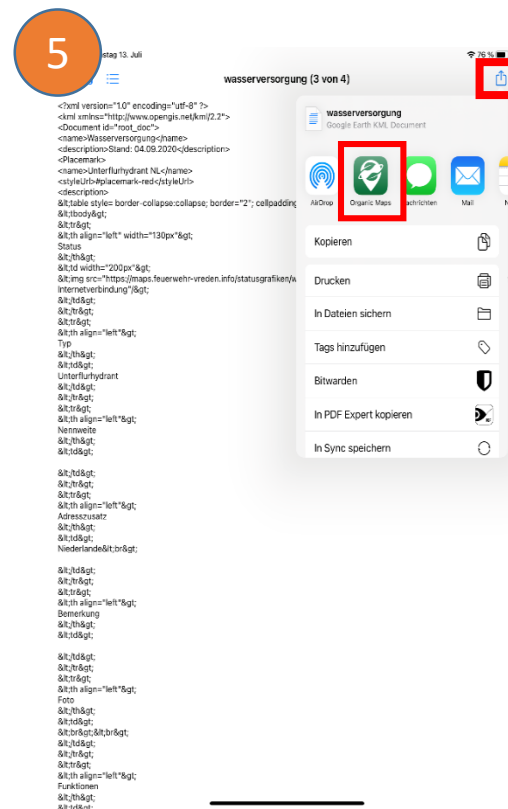 5
stag 13. Juli
76 %
wasserversorgung (3 von 4)
<?xml version="1.0" encoding="utf-8" ?>
<kml xmlns="http://www.opengis.net/kml/2.2">
<Document id="root_doc">
<name>Wasserversorgung</name>
<description>Stand: 04.09.2020</description>
<Placemark>
<name>Unterflurhydrant NL</name>
<styleUrl>#placemark-red</styleUrl>
<description>
&lt;table style= border-collapse:collapse; border="2"; cellpadding
&lt;tbody&gt;
&lt;tr&gt;
&lt;th align="left" width="130px"&gt;
Status
&lt;/th&gt;
&lt;td width="200px"&gt;
&lt;img src="https://maps.feuerwehr-vreden.info/statusgrafiken/w
Internetverbindung"/&gt;
&lt;/td&gt;
&lt;/tr&gt;
&lt;tr&gt;
&lt;th align="left"&gt;
Typ
&lt;/th&gt;
&lt;td&gt;
Unterflurhydrant
&lt;/td&gt;
&lt;/tr&gt;
&lt;tr&gt;
&lt;th align="left"&gt;
Nennweite
&lt;/th&gt;
&lt;td&gt;
&lt;/td&gt;
&lt;/tr&gt;
&lt;tr&gt;
&lt;th align="left"&gt;
Adresszusatz
&lt;/th&gt;
&lt;td&gt;
Niederlande&lt;br&gt;
&lt;/td&gt;
&lt;/tr&gt;
&lt;tr&gt;
&lt;th align="left"&gt;
Bemerkung
&lt;/th&gt;
&lt;td&gt;
&lt;/td&gt;
&lt;/tr&gt;
&lt;tr&gt;
&lt;th align="left"&gt;
Foto
&lt;/th&gt;
&lt;td&gt;
&lt;br&gt;&lt;br&gt;
&lt;/td&gt;
&lt;/tr&gt;
&lt;tr&gt;
&lt;th align="left"&gt;
Funktionen
&lt;/th&gt;
&lt;td&gt;
wasserversorgung
Google Earth KML Document
AirDrop
Organic Maps
achrichten
Mail
N
Kopieren
Drucken
In Dateien sichern
Tags hinzufügen
Bitwarden
In PDF Expert kopieren
In Sync speichern